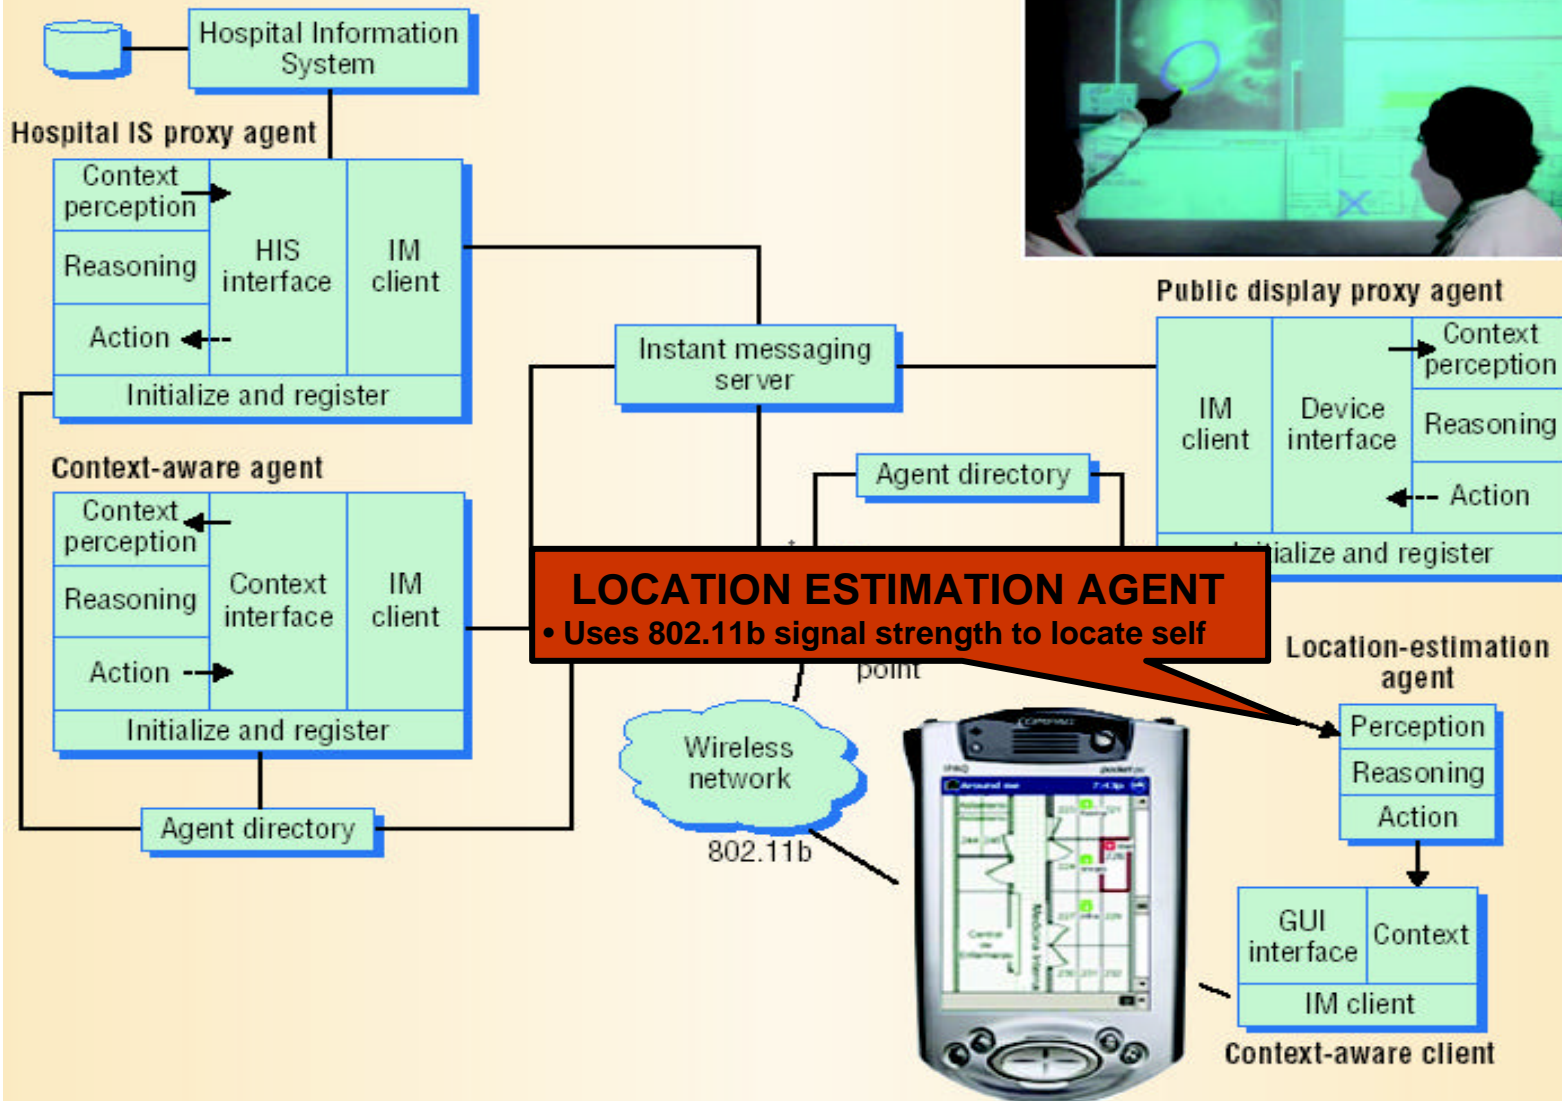 Hospital Information
System
Hospital IS proxy agent
Context
perception
Reasoning
Action
HIS
interface
IM
client
Initialize and register
Context-aware agent
Context
perception
Reasoning
Action
Context
interface
IM
client
Initialize and register
Agent directory
Instant messaging
server
Agent directory
Public display proxy agent
IM
client
Device
interface
Context
perception
Reasoning
Action
ialize and register
LOCATION ESTIMATION AGENT
• Uses 802.11b signal strength to locate self
point
Wireless
network
802.11b
COMPAQ
Around me
Location-estimation
agent
Perception
Reasoning
Action
GUI
interface
Context
IM client
Context-aware client